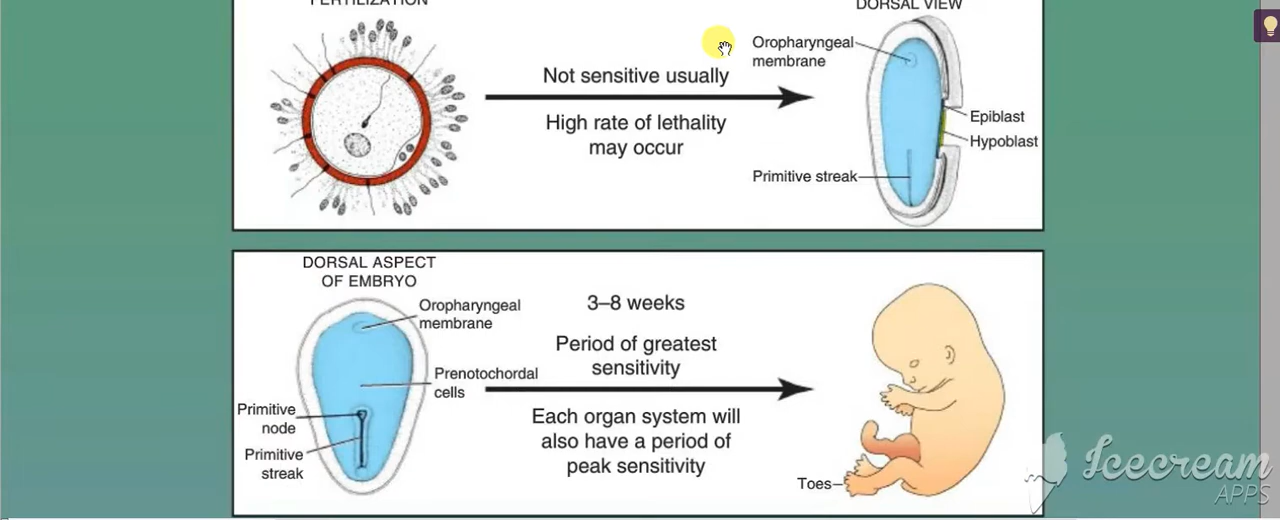 FERTILIZATION
DORSAL VIEW
Oropharyngeal
membrane
Not sensitive usually
High rate of lethality
may occur
Epiblast
Hypoblast
Primitive streak
DORSAL ASPECT
OF EMBRYO
Oropharyngeal
membrane
3–8 weeks
Period of greatest
sensitivity
Prenotochordal
cells
Primitive
node
Each organ system will
also have a period of
peak sensitivity
Primitive
streak
Toes
Icecream
APPS